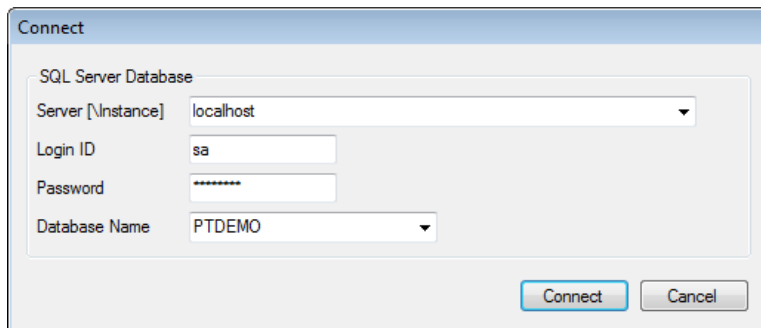 Connect
SQL Server Database
Server [\Instance] localhost
Login ID sa
Password ********
Database Name PTDEMO
Connect Cancel